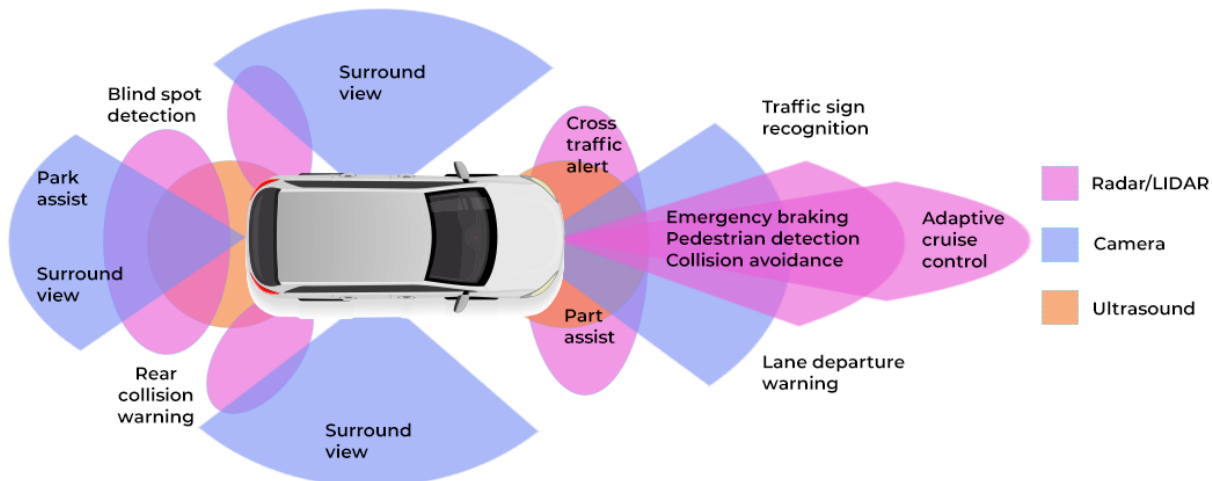 Surround
view
Blind spot
detection
Cross
traffic
alert
Traffic sign
recognition
Park
assist
Radar/LIDAR
Emergency braking
Pedestrian detection
Collision avoidance
Adaptive
cruise
control
Camera
Surround
view
Ultrasound
Part
assist
Rear
collision
warning
Lane departure
warning
Surround
view